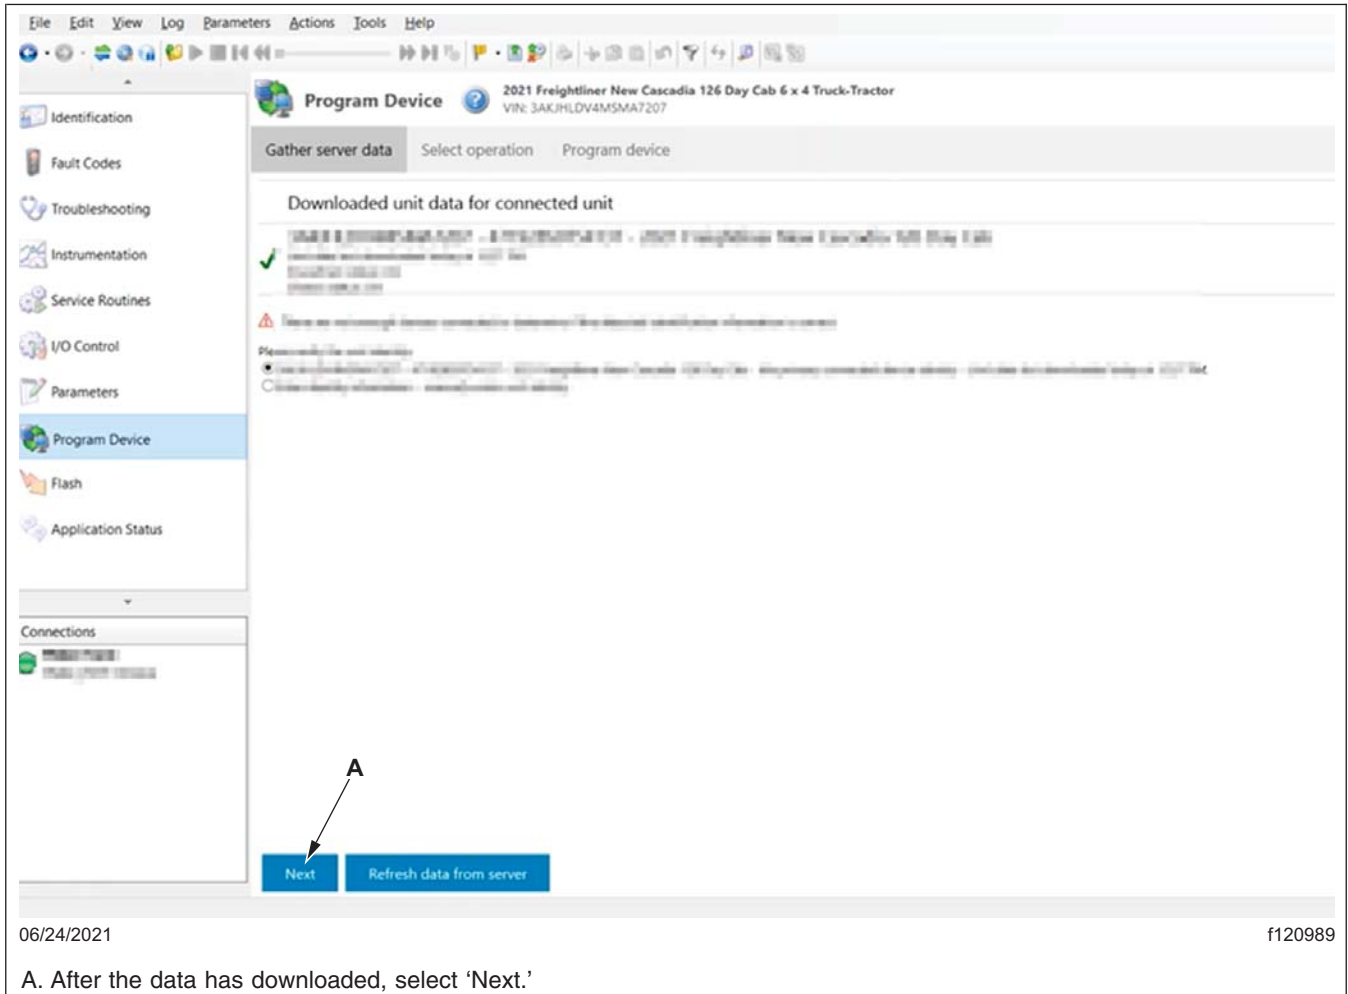 File Edit View Log Parameters Actions Tools Help
Program Device
2021 Freightliner New Cascadia 126 Day Cab 6 x 4 Truck-Tractor
VIN: 3AKJHLDV4MSMA7207
Identification
Fault Codes
Troubleshooting
Instrumentation
Service Routines
I/O Control
Parameters
Program Device
Flash
Application Status
Connections
Gather server data Select operation Program device
Downloaded unit data for connected unit
A
Next Refresh data from server
06/24/2021 f120989
A. After the data has downloaded, select ‘Next.’